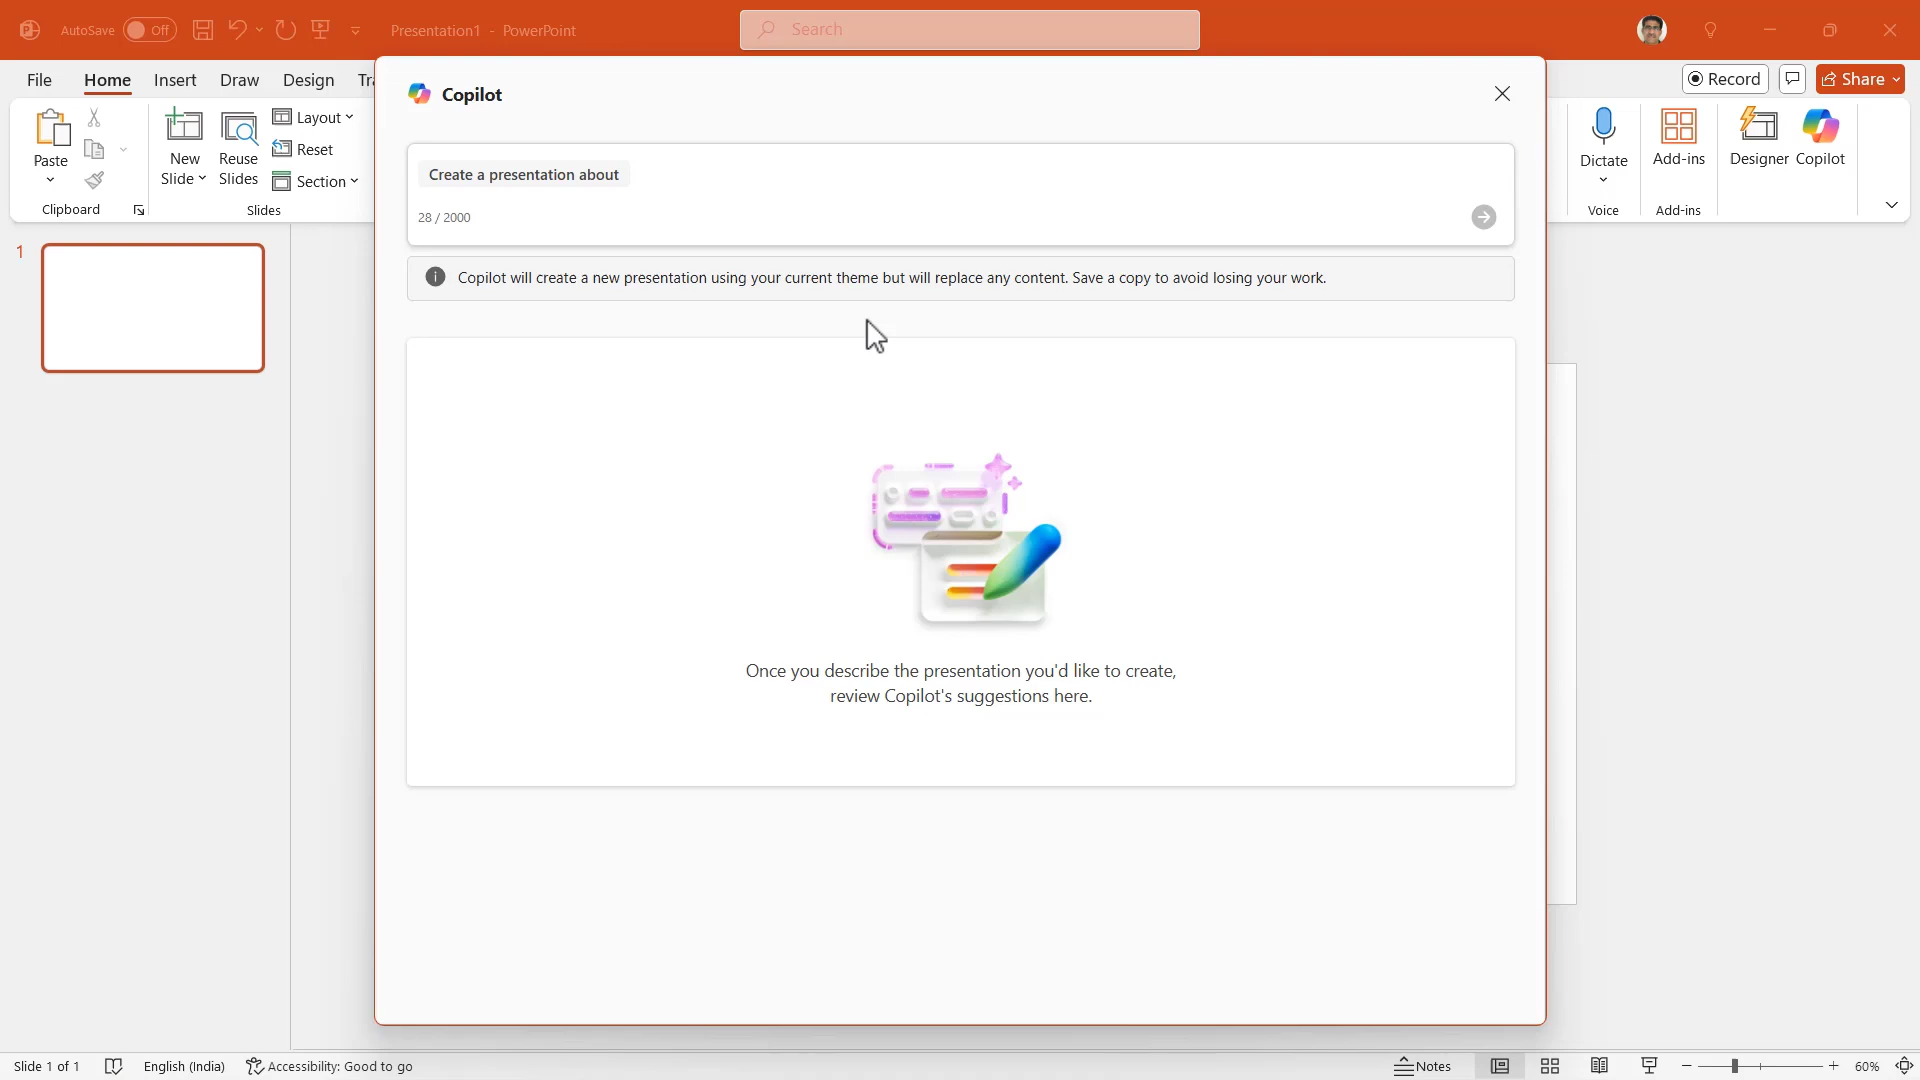 AutoSave Off Presentation1 - PowerPoint Search
File Home Insert Draw Design Tra Record Share
Paste
New Slide
Reuse Slides
Layout
Reset
Section
Dictate
Add-ins
Designer
Copilot
Clipboard Slides Voice Add-ins
Copilot
Create a presentation about
28 / 2000
Copilot will create a new presentation using your current theme but will replace any content. Save a copy to avoid losing your work.
1
Once you describe the presentation you'd like to create,
review Copilot's suggestions here.
Slide 1 of 1 English (India) Accessibility: Good to go Notes 60%